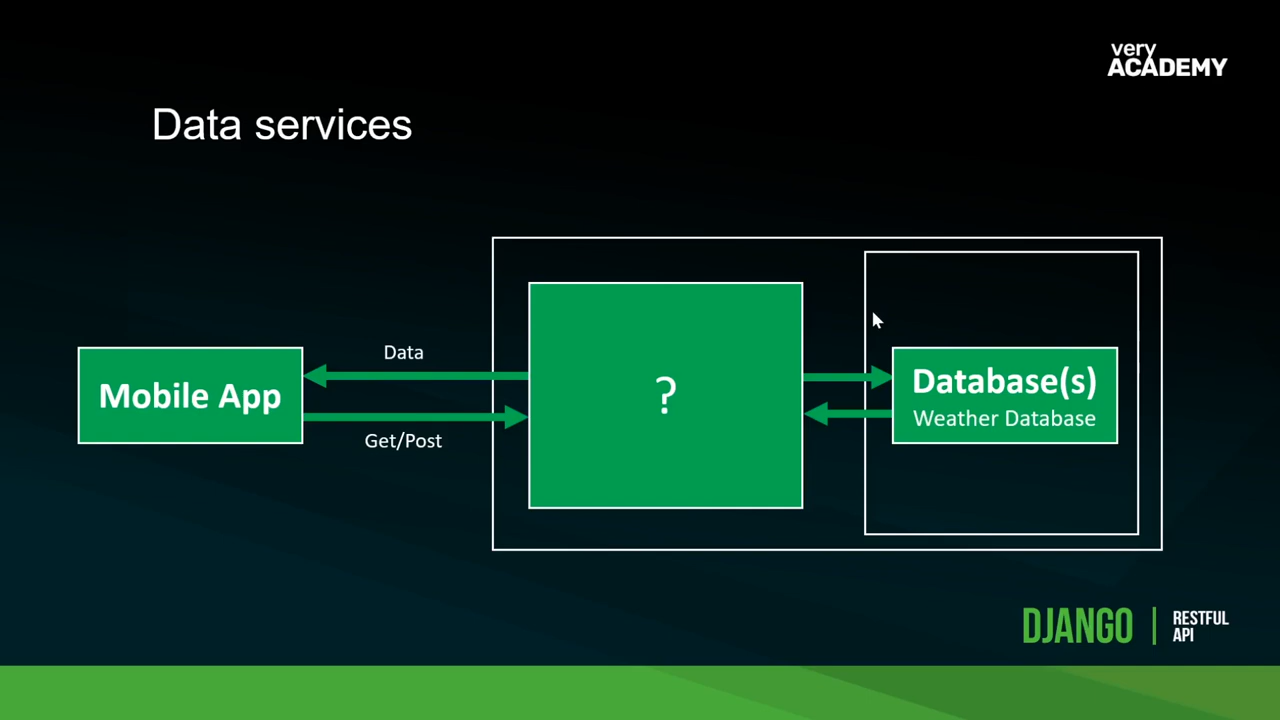 very
ACADEMY
Data services
Data
Mobile App
Get/Post
?
Database(s)
Weather Database
DJANGO
RESTFUL
API